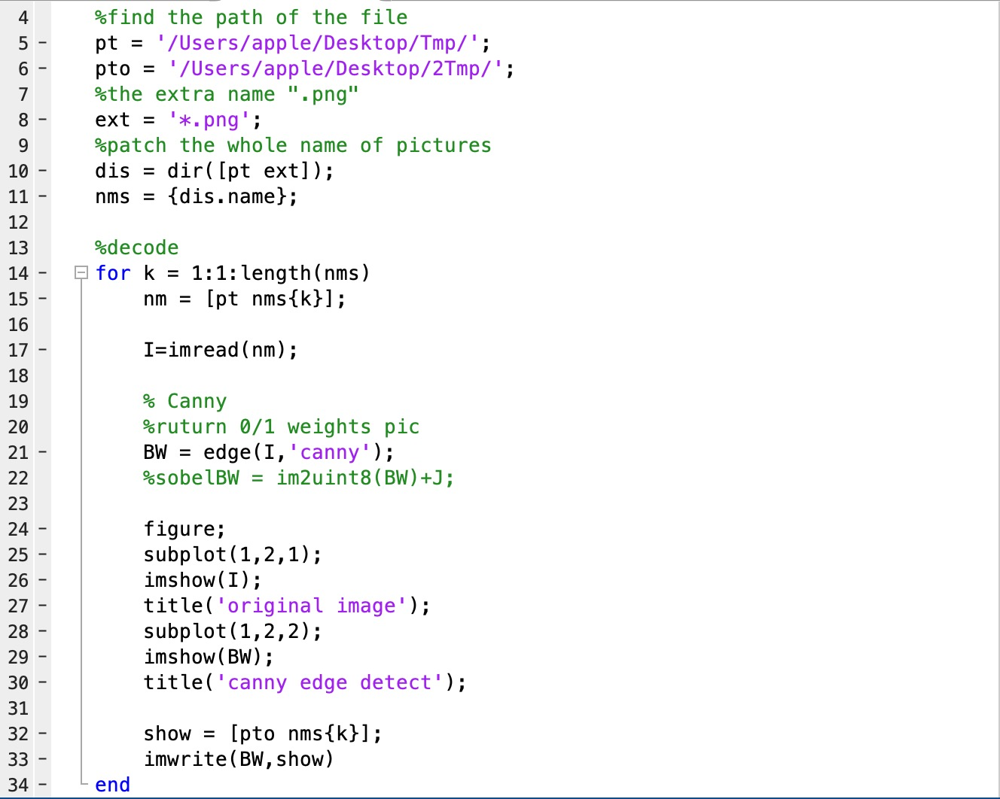 4 %find the path of the file
5 - pt = '/Users/apple/Desktop/Tmp/';
6 - pto = '/Users/apple/Desktop/2Tmp/';
7 %the extra name ".png"
8 - ext = '*.png';
9 %patch the whole name of pictures
10 - dis = dir([pt ext]);
11 - nms = {dis.name};
12
13 %decode
14 - for k = 1:1:length(nms)
15 - nm = [pt nms{k}];
16
17 - I=imread(nm);
18
19 % Canny
20 %ruturn 0/1 weights pic
21 - BW = edge(I,'canny');
22 %sobelBW = im2uint8(BW)+J;
23
24 - figure;
25 - subplot(1,2,1);
26 - imshow(I);
27 - title('original image');
28 - subplot(1,2,2);
29 - imshow(BW);
30 - title('canny edge detect');
31
32 - show = [pto nms{k}];
33 - imwrite(BW,show)
34 - end